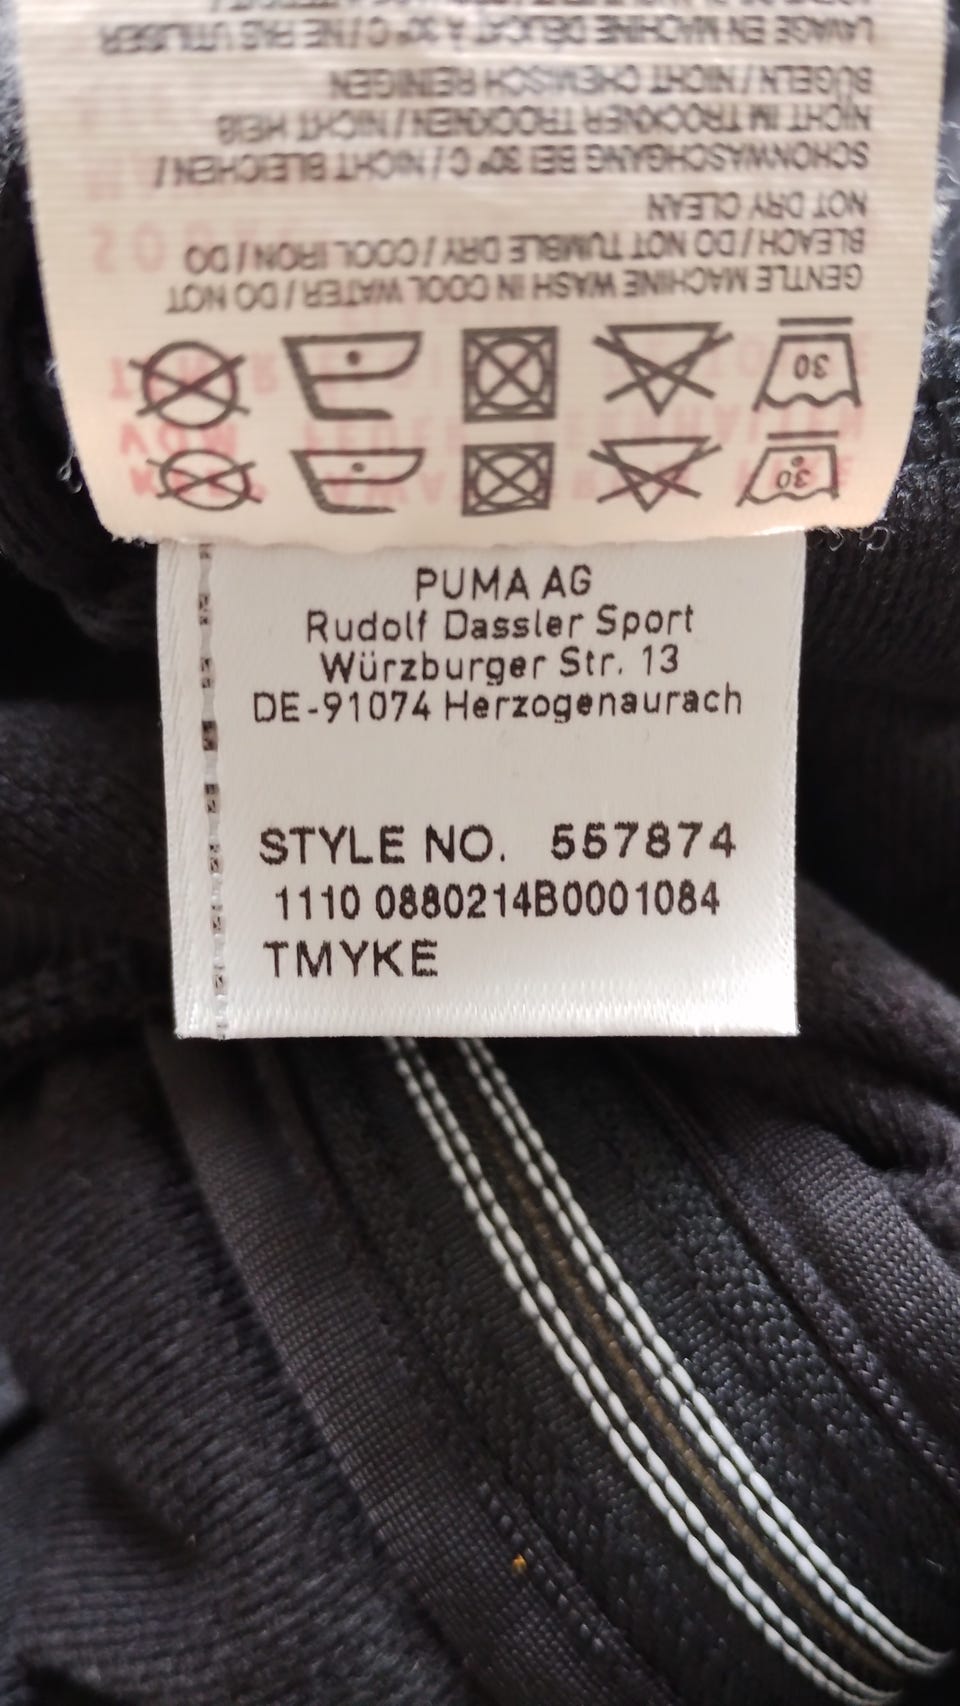 30
30
GENTLE MACHINE WASH IN COOL WATER / DO NOT
BLEACH / DO NOT TUMBLE DRY / COOL IRON / DO
NOT DRY CLEAN
SCHONWASCHGANG BEI 30° C / NICHT BLEICHEN /
NICHT IM TROCKNER TROCKNEN / NICHT HEIß
BÜGELN / NICHT CHEMISCH REINIGEN
LAVAGE EN MACHINE DÉLICAT À 30° C / NE PAS UTILISER
PUMA AG
Rudolf Dassler Sport
Würzburger Str. 13
DE-91074 Herzogenaurach
STYLE NO. 557874
1110 0880214B0001084
TMYKE